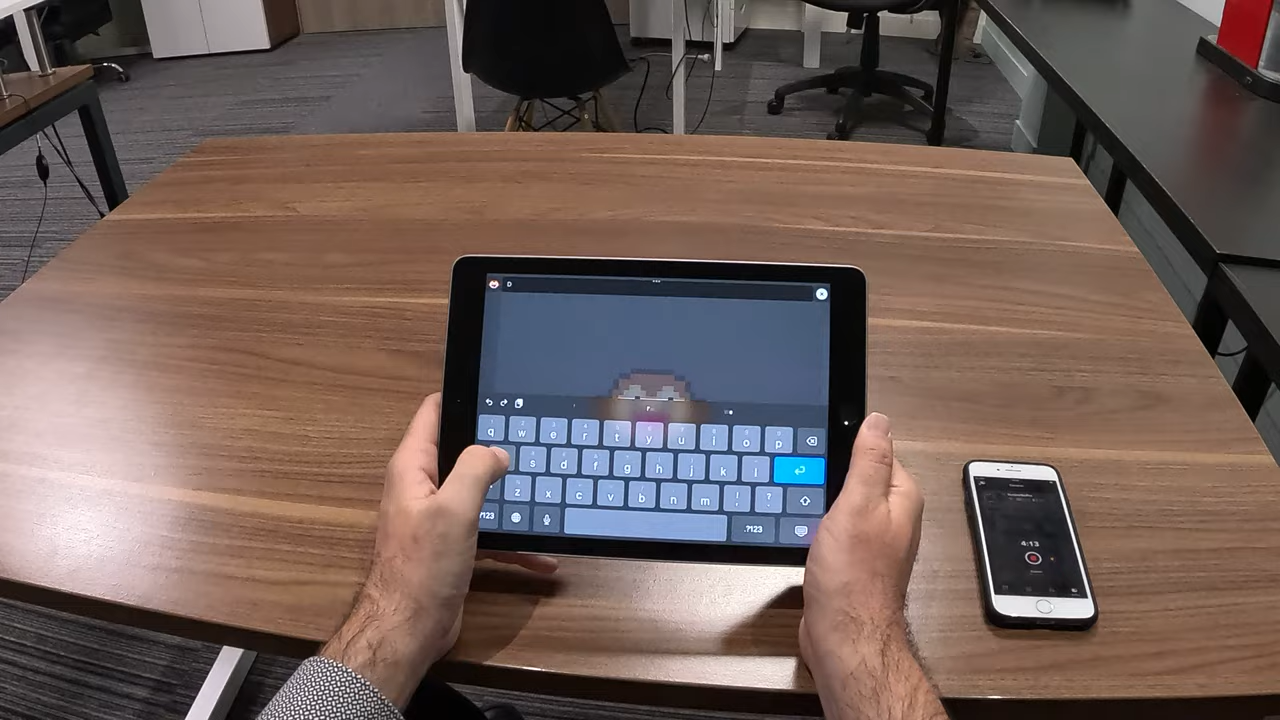 D
q w e r t y u i o p
s d f g h j k l
z x c v b n m ! ?
.?123 .?123
4:13